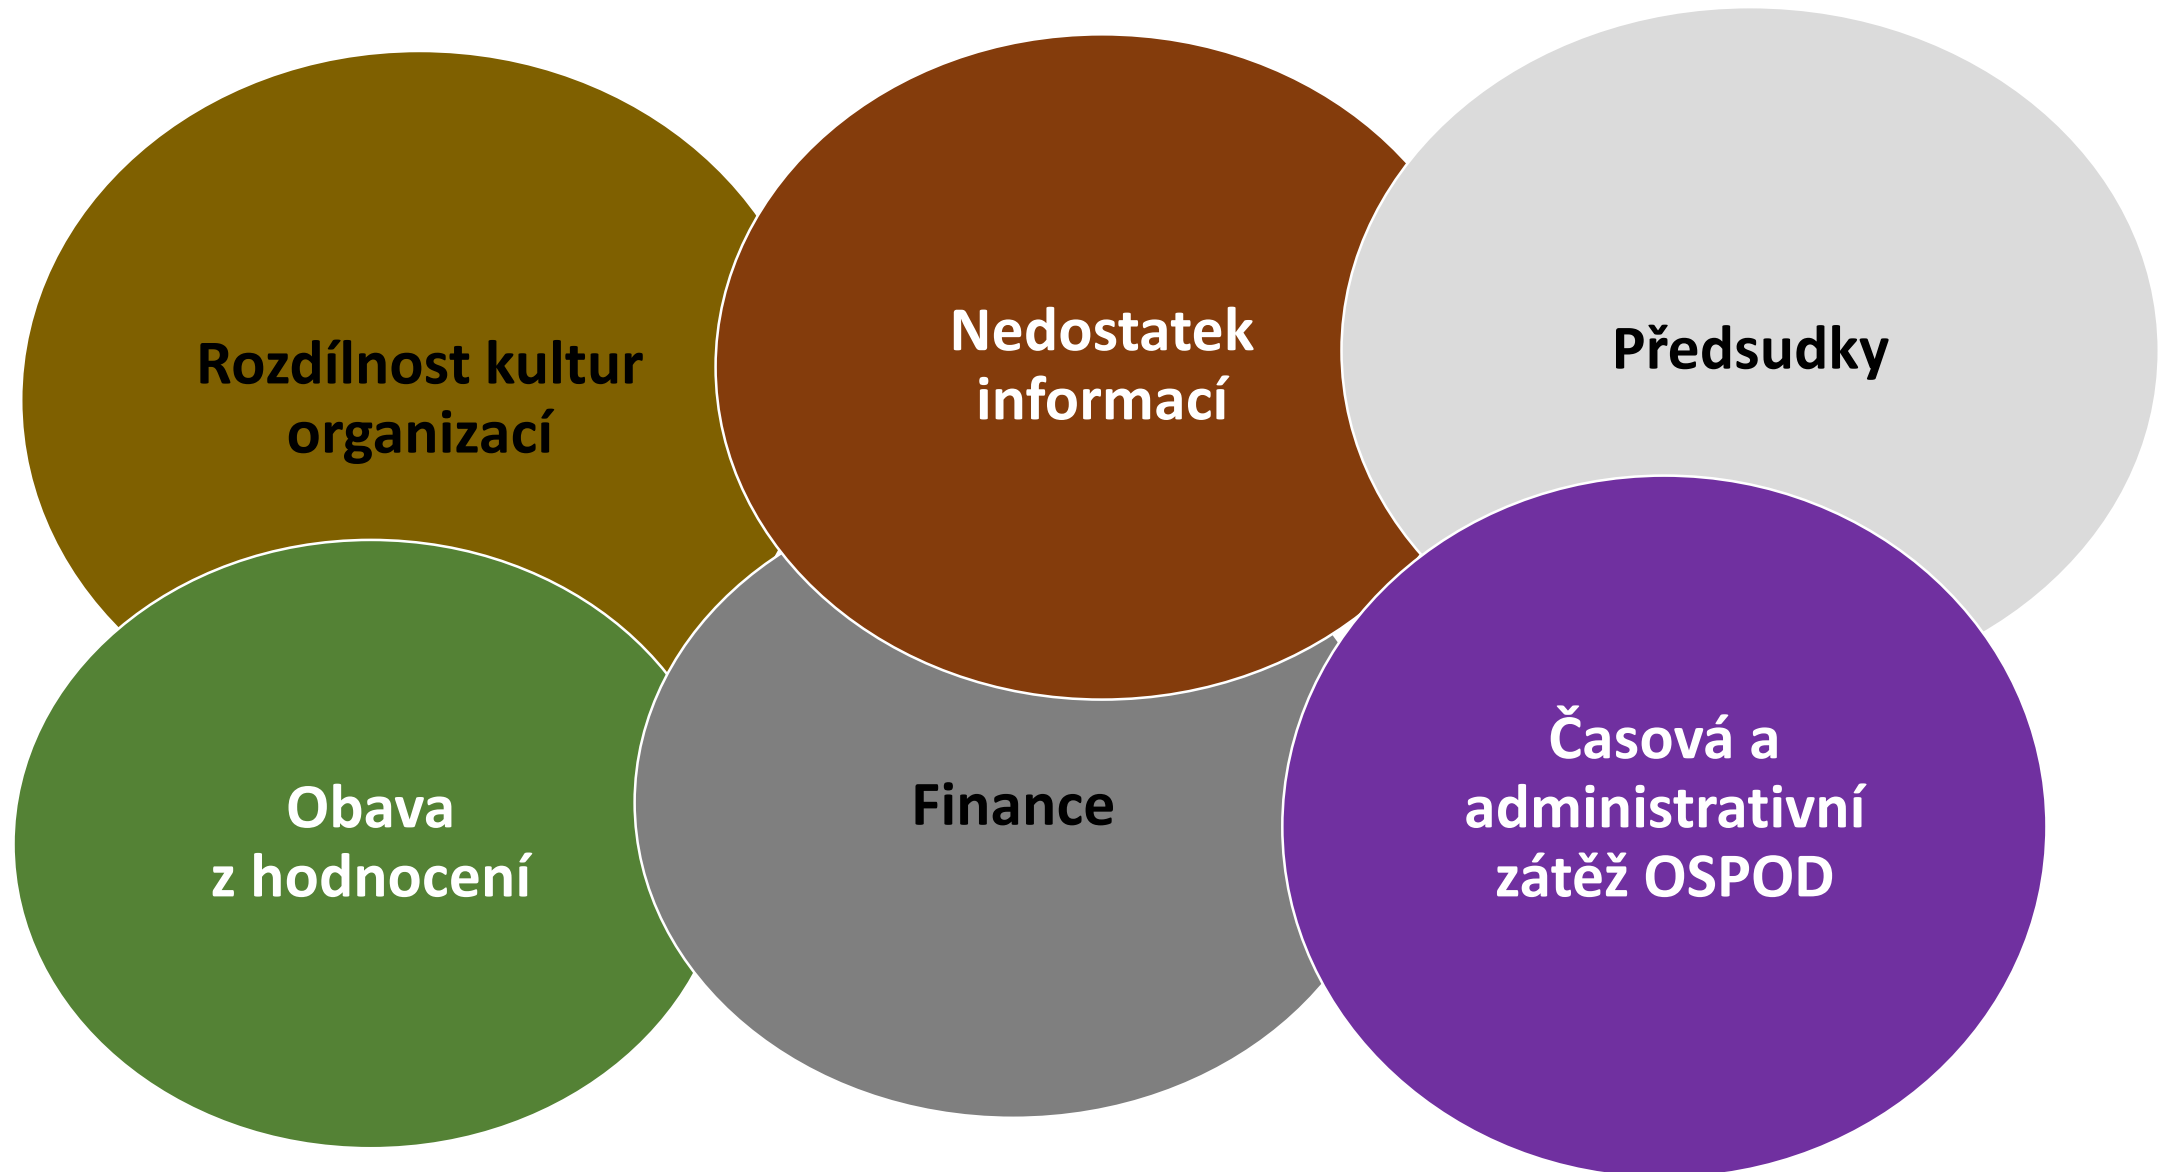 Rozdílnost kultur
organizací
Nedostatek
informací
Předsudky
Obava
z hodnocení
Finance
Časová a
administrativní
zátěž OSPOD